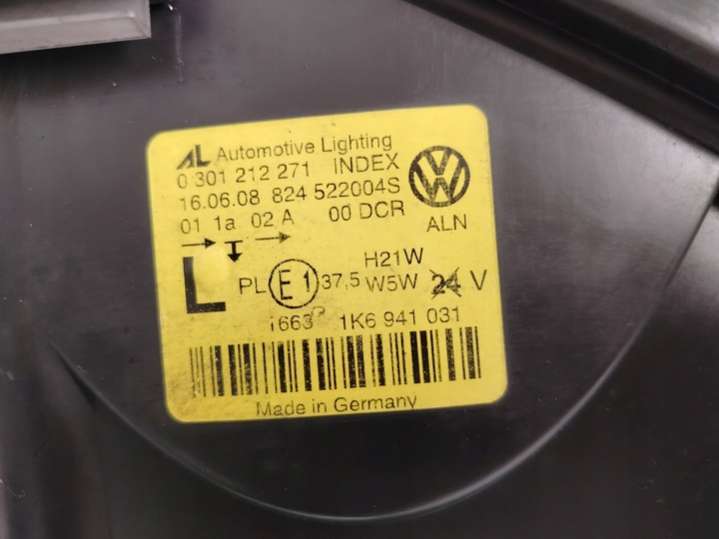 AL Automotive Lighting
0 301 212 271 INDEX
16.06.08 824 522004S
01 1a 02 A 00 DCR
ALN
L PL E1 37,5 H21W
W5W 24 V
1663 1K6 941 031
Made in Germany